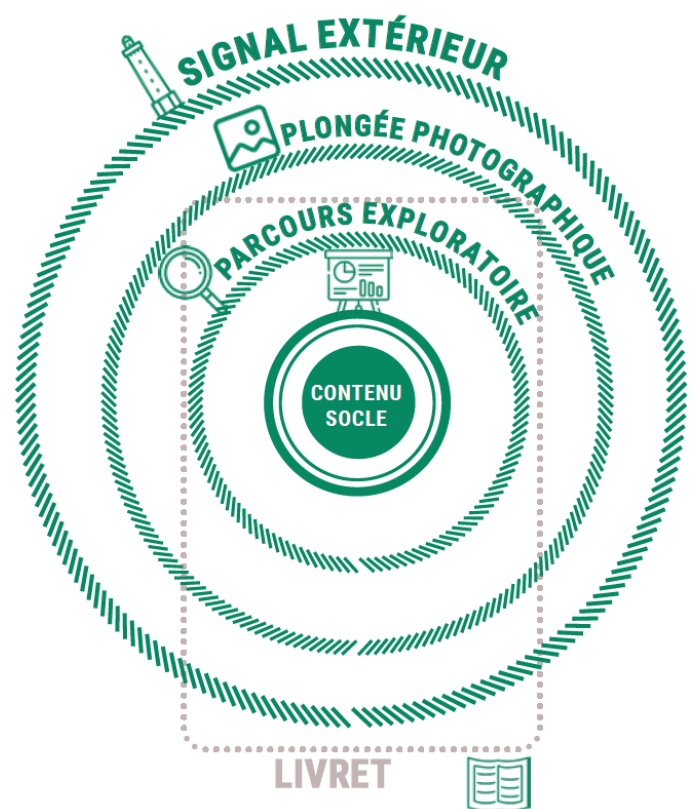 SIGNAL EXTÉRIEUR
PLONGÉE PHOTOGRAPHIQUE
PARCOURS EXPLORATOIRE
CONTENU
SOCLE
LIVRET